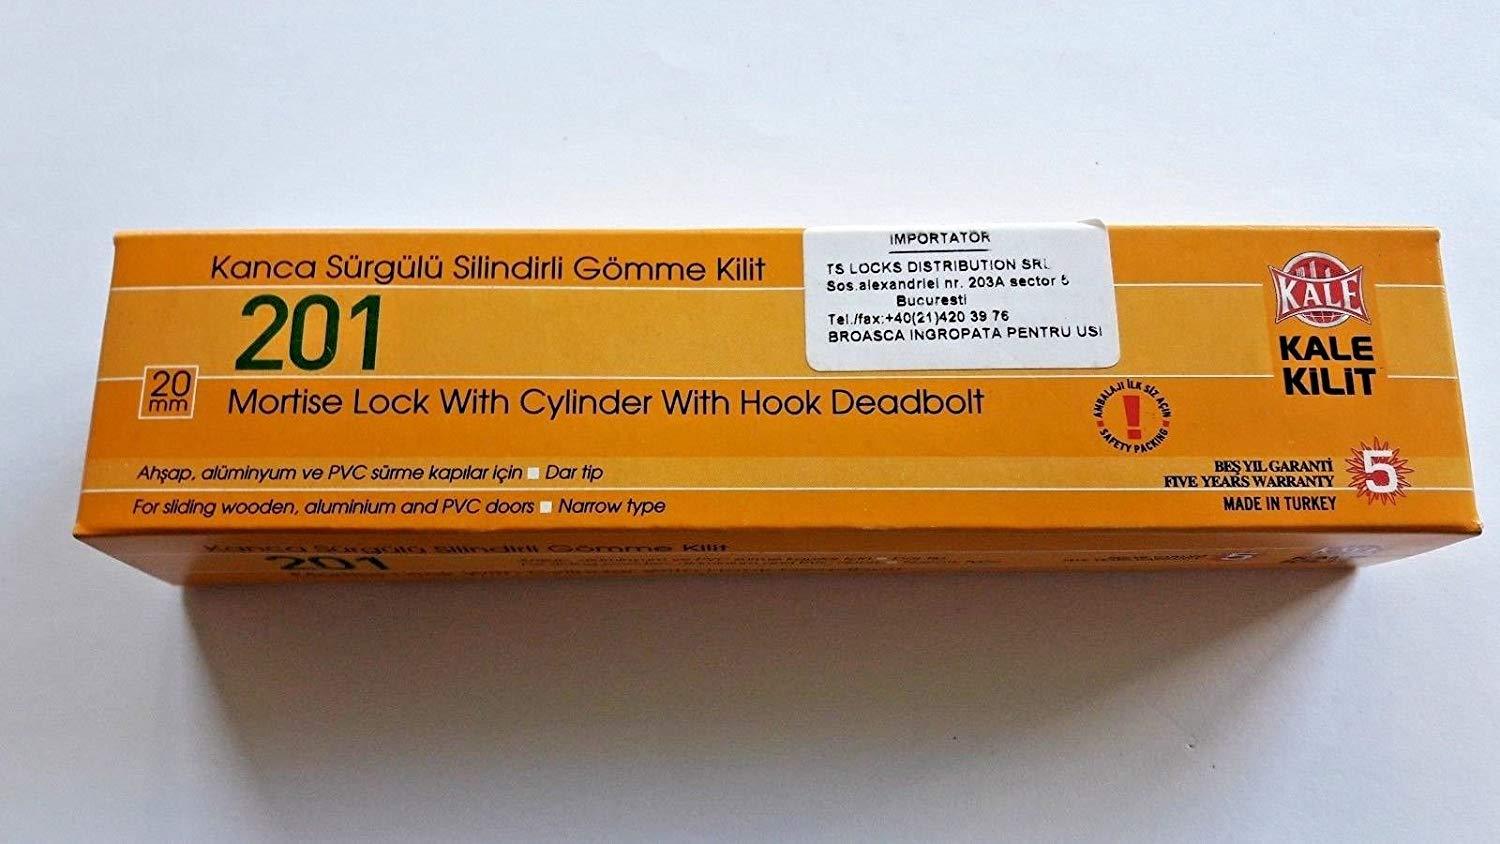 Kanca Sürgülü Silindirli Gömme Kilit
201
20
mm
Mortise Lock With Cylinder With Hook Deadbolt
Ahşap, alüminyum ve PVC sürme kapılar için ■ Dar tip
For sliding wooden, aluminium and PVC doors ■ Narrow type
IMPORTATOR
TS LOCKS DISTRIBUTION SRL
Sos.alexandriei nr. 203A sector 5
Bucuresti
Tel./fax:+40(21)420 39 76
BROASCA INGROPATA PENTRU USI
AMBALAJI İLK SİZ AÇIN
!
SAFETY PACKING
KALE
KALE
KİLİT
BEŞ YIL GARANTİ
FIVE YEARS WARRANTY
5
MADE IN TURKEY
Kanca Sürgülü Silindirli Gömme Kilit
201